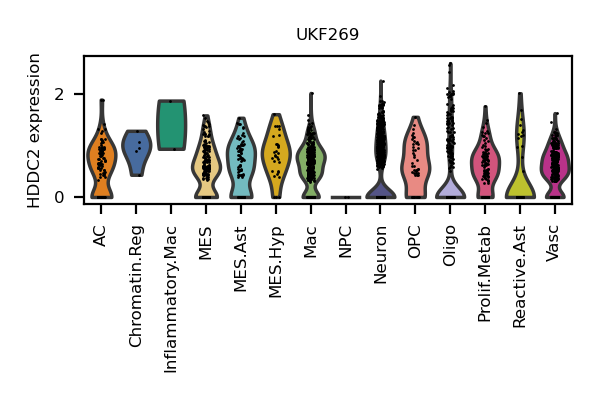 UKF269
HDDC2 expression
2
0
AC
Chromatin.Reg
Inflammatory.Mac
MES
MES.Ast
MES.Hyp
Mac
NPC
Neuron
OPC
Oligo
Prolif.Metab
Reactive.Ast
Vasc